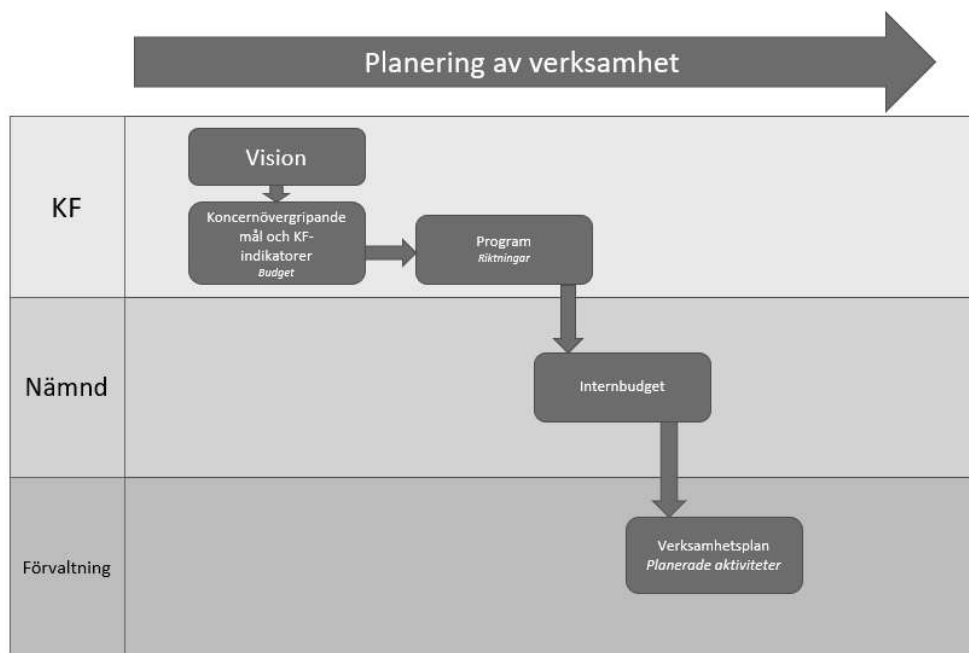 Planering av verksamhet
KF
Vision
Koncernövergripande
mål och KF-
indikatorer
Budget
Program
Riktningar
Nämnd
Internbudget
Förvaltning
Verksamhetsplan
Planerade aktiviteter